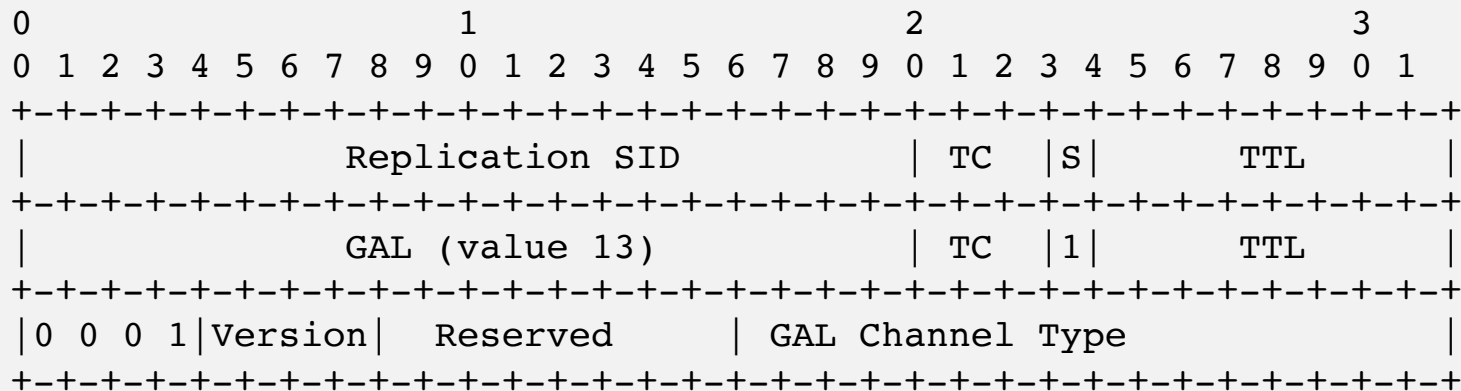 0                   1                   2                   3
0 1 2 3 4 5 6 7 8 9 0 1 2 3 4 5 6 7 8 9 0 1 2 3 4 5 6 7 8 9 0 1
+-+-+-+-+-+-+-+-+-+-+-+-+-+-+-+-+-+-+-+-+-+-+-+-+-+-+-+-+-+-+-+-+
|              Replication SID          | TC  |S|      TTL      |
+-+-+-+-+-+-+-+-+-+-+-+-+-+-+-+-+-+-+-+-+-+-+-+-+-+-+-+-+-+-+-+-+
|              GAL (value 13)           | TC  |1|      TTL      |
+-+-+-+-+-+-+-+-+-+-+-+-+-+-+-+-+-+-+-+-+-+-+-+-+-+-+-+-+-+-+-+-+
|0 0 0 1|Version|  Reserved     | GAL Channel Type              |
+-+-+-+-+-+-+-+-+-+-+-+-+-+-+-+-+-+-+-+-+-+-+-+-+-+-+-+-+-+-+-+-+